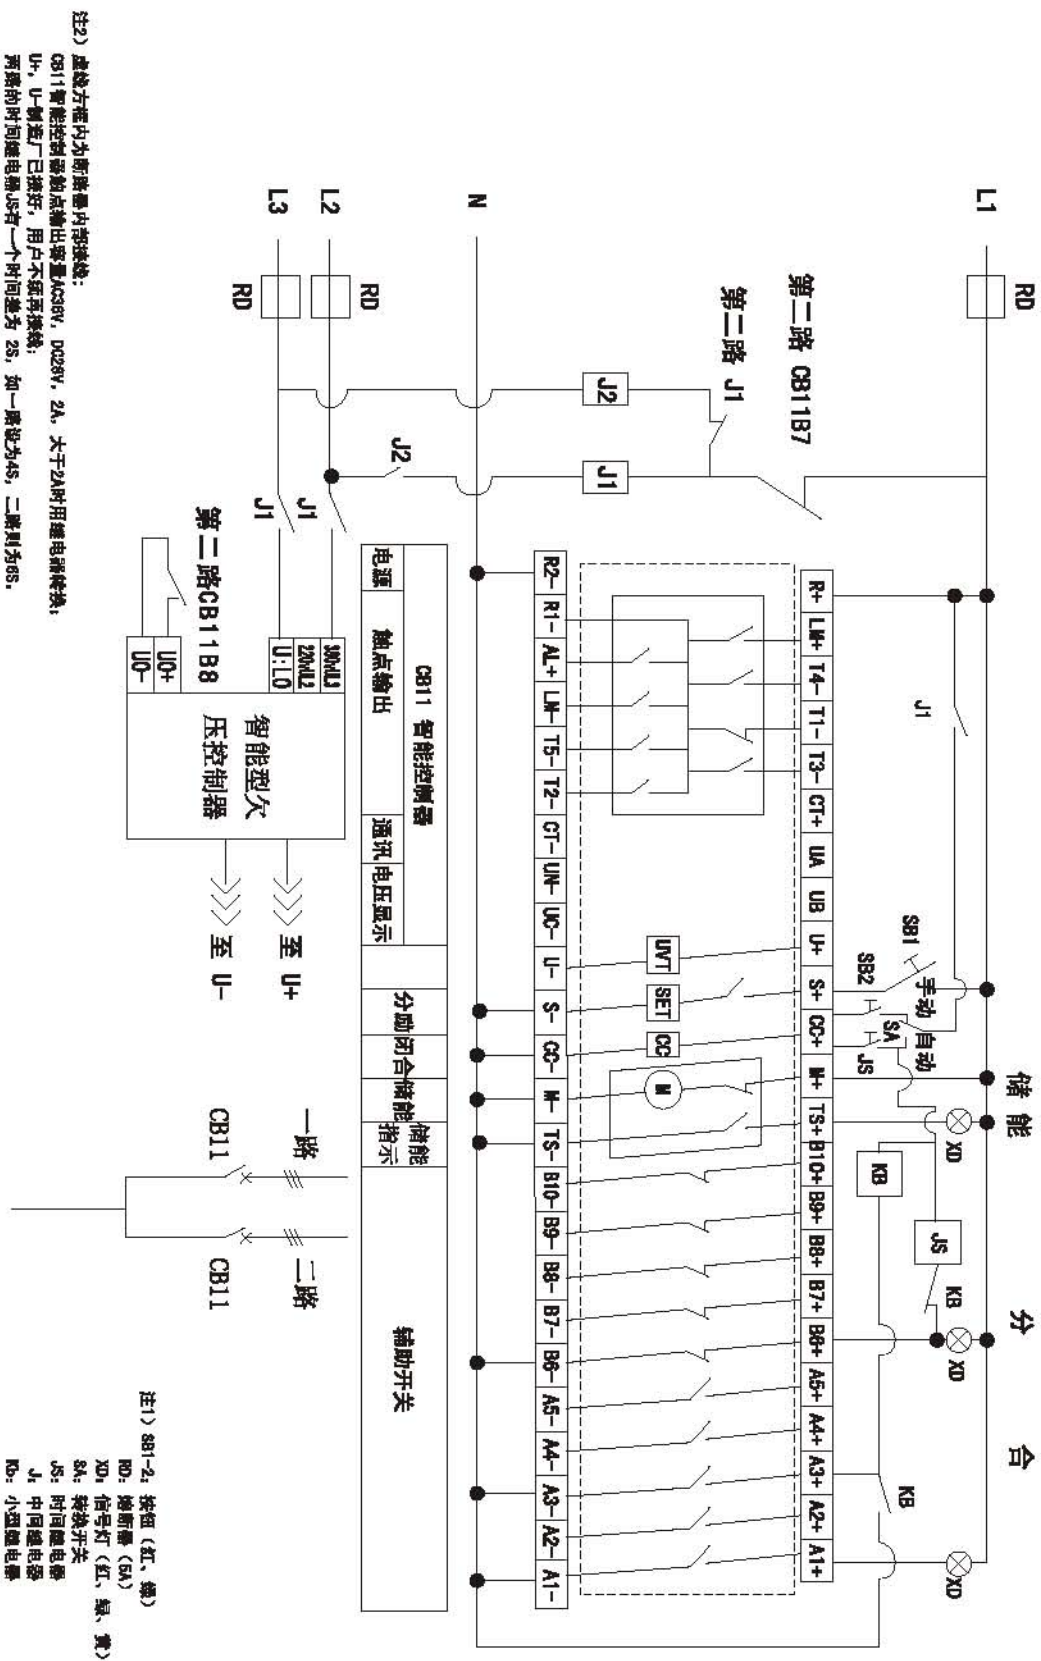 L1
RD
N
L2
RD
L3
RD
第二路 CB11B7
第二路 J1
J2
J1
J2
J1
J1
J1
储能
分
合
SB1
SB2
手动
自动
SA
JS
XD
KB
JS
KB
XD
KB
XD
R+
LM+
T4-
T1-
T3-
CT+
UA
UB
U+
S+
CC+
M+
TS+
B10+
B9+
B8+
B7+
B6+
A5+
A4+
A3+
A2+
A1+
UVT
SET
CC
M
R2-
R1-
AL+
LM-
T5-
T2-
CT-
UN-
UC-
U-
S-
CC-
M-
TS-
B10-
B9-
B8-
B7-
B6-
A5-
A4-
A3-
A2-
A1-
CB11 智能控制器
电源
触点输出
通讯
电压显示
分励
闭合
储能
储能
指示
辅助开关
第二路CB11B8
UO+
UO-
380vUL3
220vUL2
U:LO
智能型欠
压控制器
至 U+
至 U-
一路
CB11
二路
CB11
注1) SB1-2: 按钮(红、绿)
RD: 熔断器(5A)
XD: 信号灯(红、绿、黄)
SA: 转换开关
JS: 时间继电器
J: 中间继电器
Kb: 小型继电器
注2) 虚线方框内为断路器内部接线;
CB11智能控制器触点输出容量AC36V, DC28V, 2A, 大于2A时用继电器转换;
U+, U-制造厂已接好, 用户不须再接线;
两路的时间继电器JS有一个时间差为 2S, 如一路设为4S, 二路则为6S.